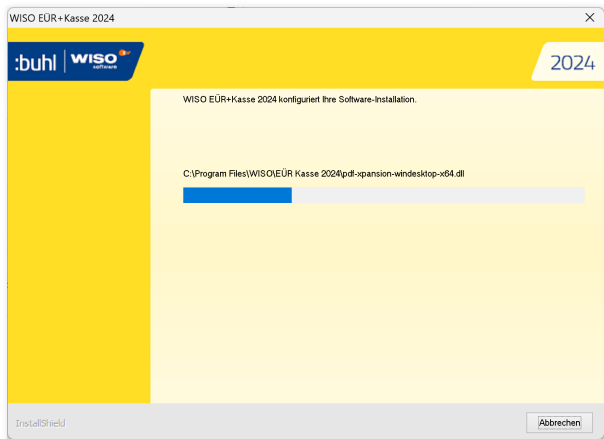 WISO EÜR+Kasse 2024
:buhl WISO software
2024
WISO EÜR+Kasse 2024 konfiguriert Ihre Software-Installation.
C:\Program Files\WISO\EÜR Kasse 2024\pdf-xpansion-windesktop-x64.dll
InstallShield
Abbrechen